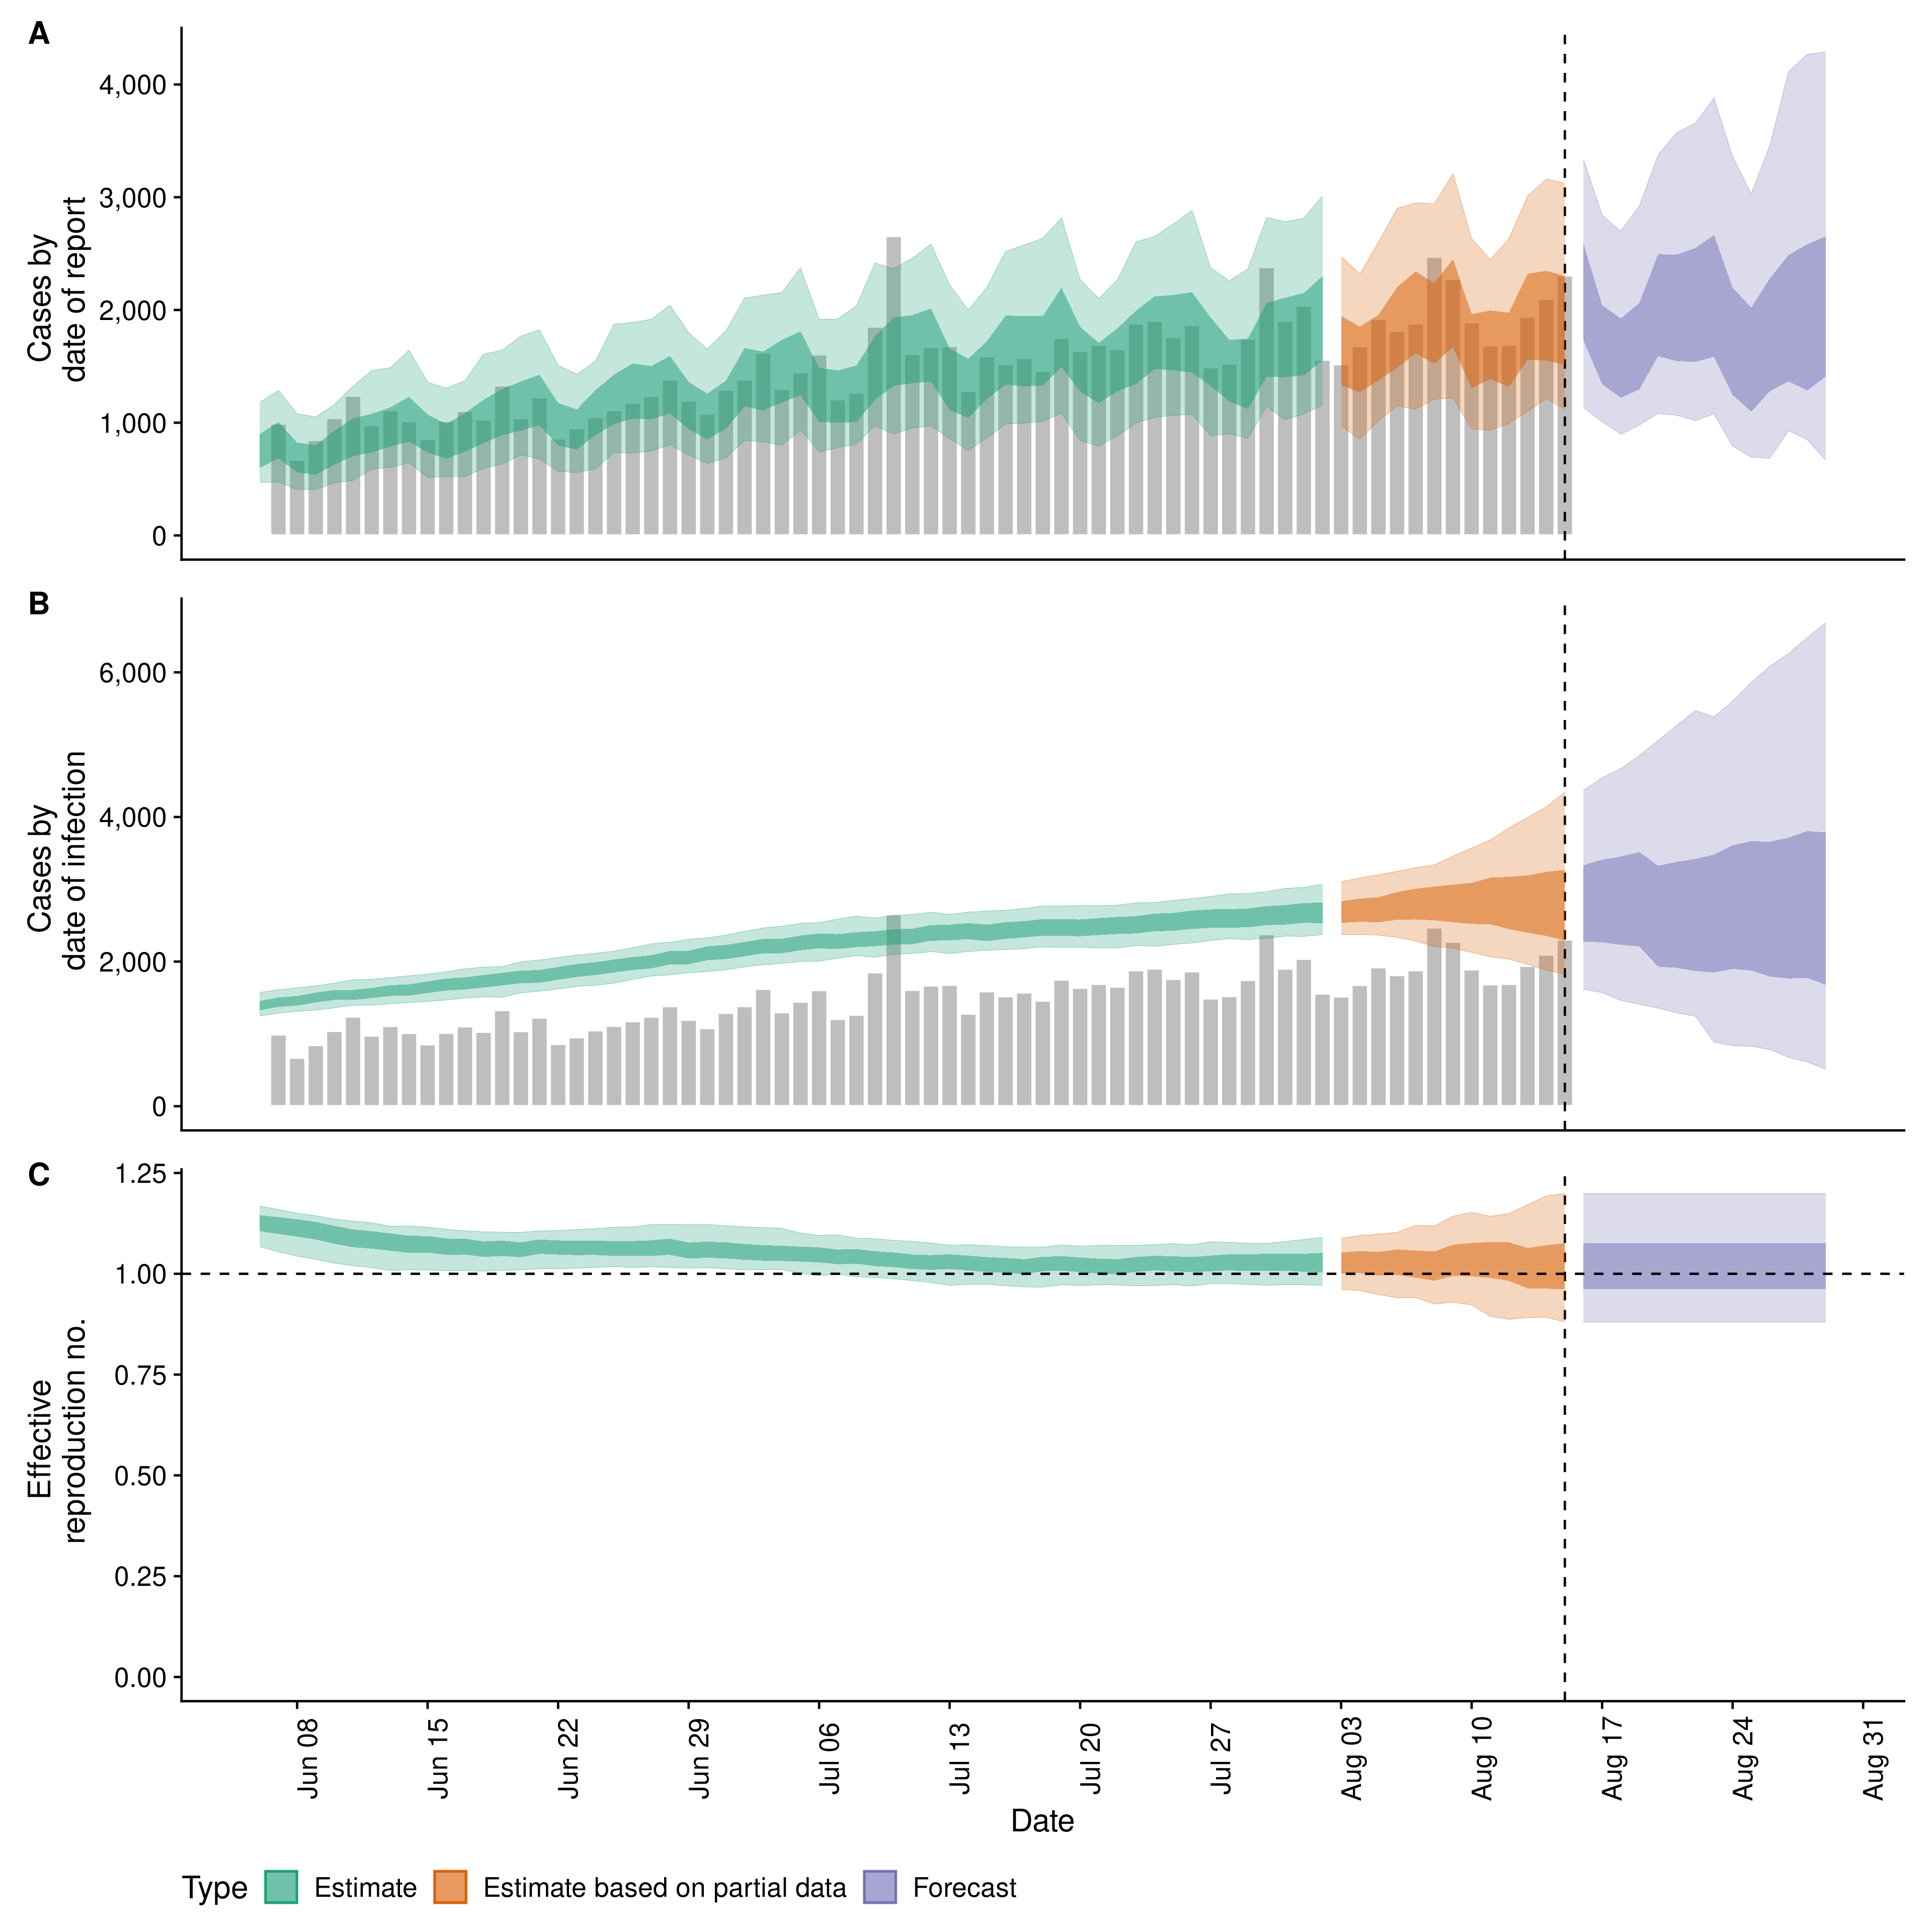 A
Cases by
date of report
4,000
3,000
2,000
1,000
0
B
Cases by
date of infection
6,000
4,000
2,000
0
C
Effective
reproduction no.
1.25
1.00
0.75
0.50
0.25
0.00
Jun 08
Jun 15
Jun 22
Jun 29
Jul 06
Jul 13
Jul 20
Jul 27
Aug 03
Aug 10
Aug 17
Aug 24
Aug 31
Date
Type Estimate Estimate based on partial data Forecast